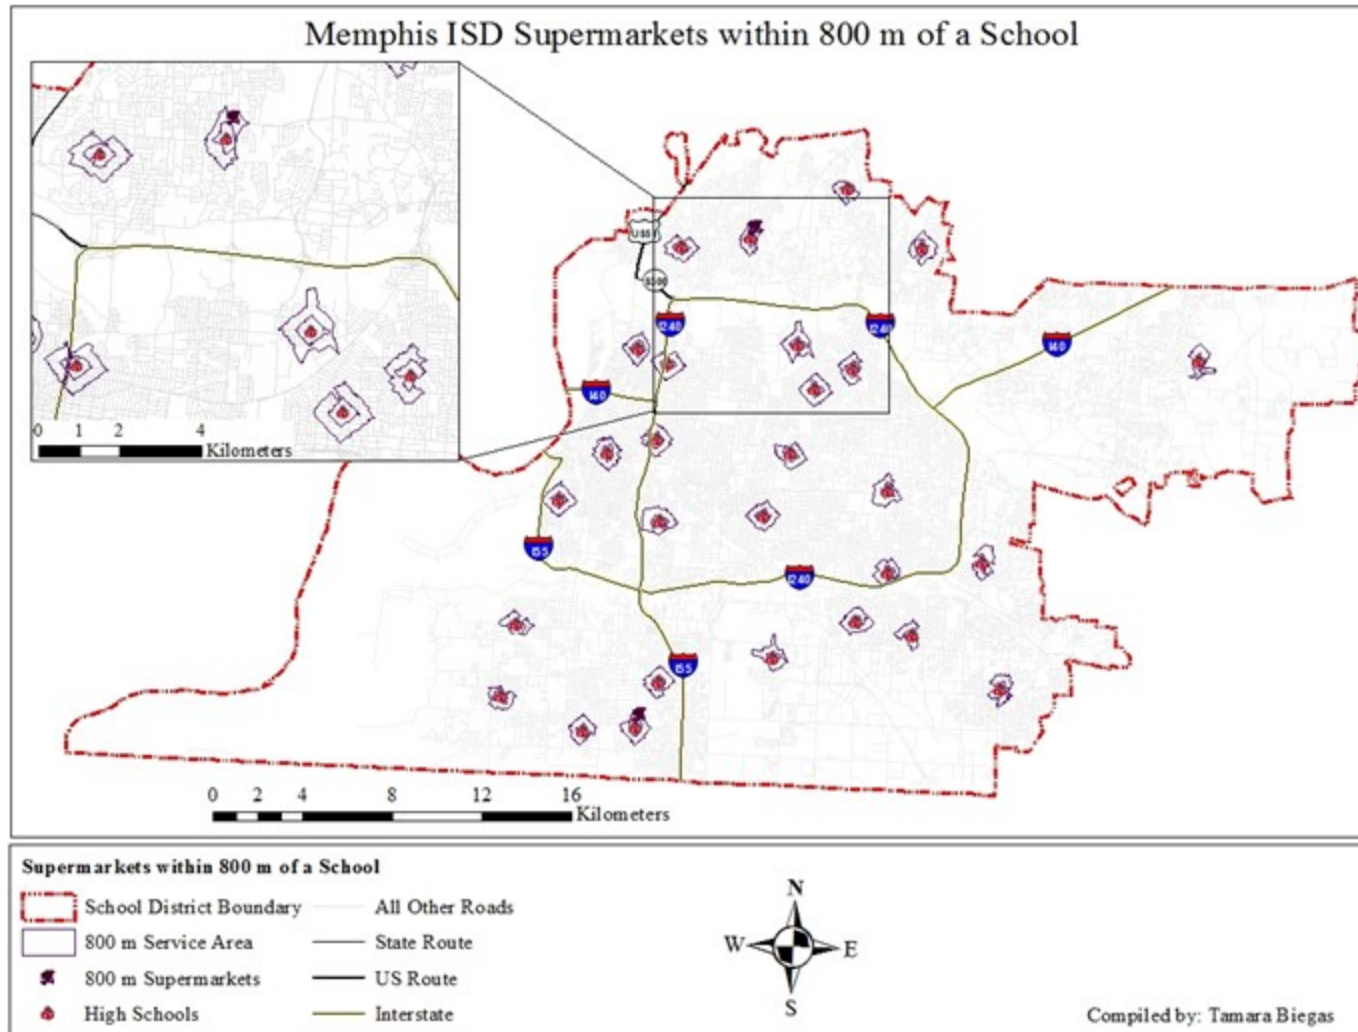 Memphis ISD Supermarkets within 800 m of a School
0 1 2 4
Kilometers
I240
I240
I40
I40
I55
I240
I55
0 2 4 8 12 16
Kilometers
Supermarkets within 800 m of a School
School District Boundary
All Other Roads
800 m Service Area
State Route
800 m Supermarkets
US Route
High Schools
Interstate
N
W E
S
Compiled by: Tamara Biegas